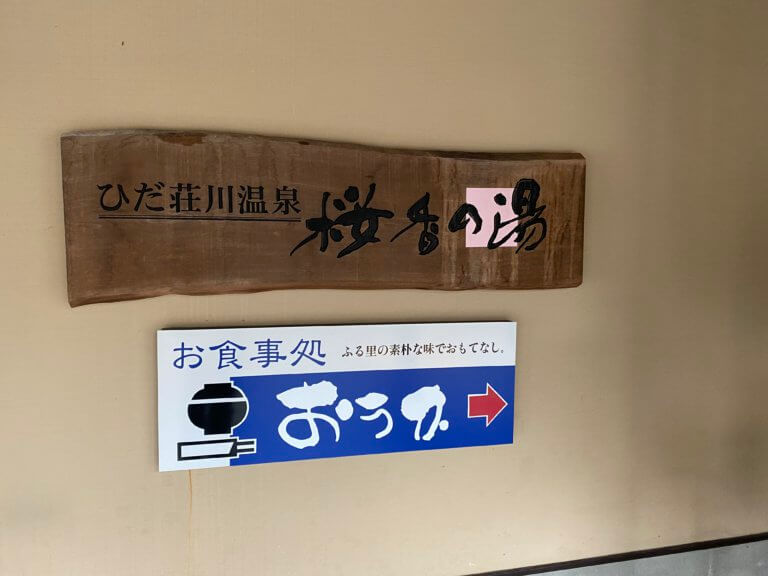 ひだ荘川温泉 桜香の湯
お食事処 ふる里の素朴な味でおもてなし。
おうか